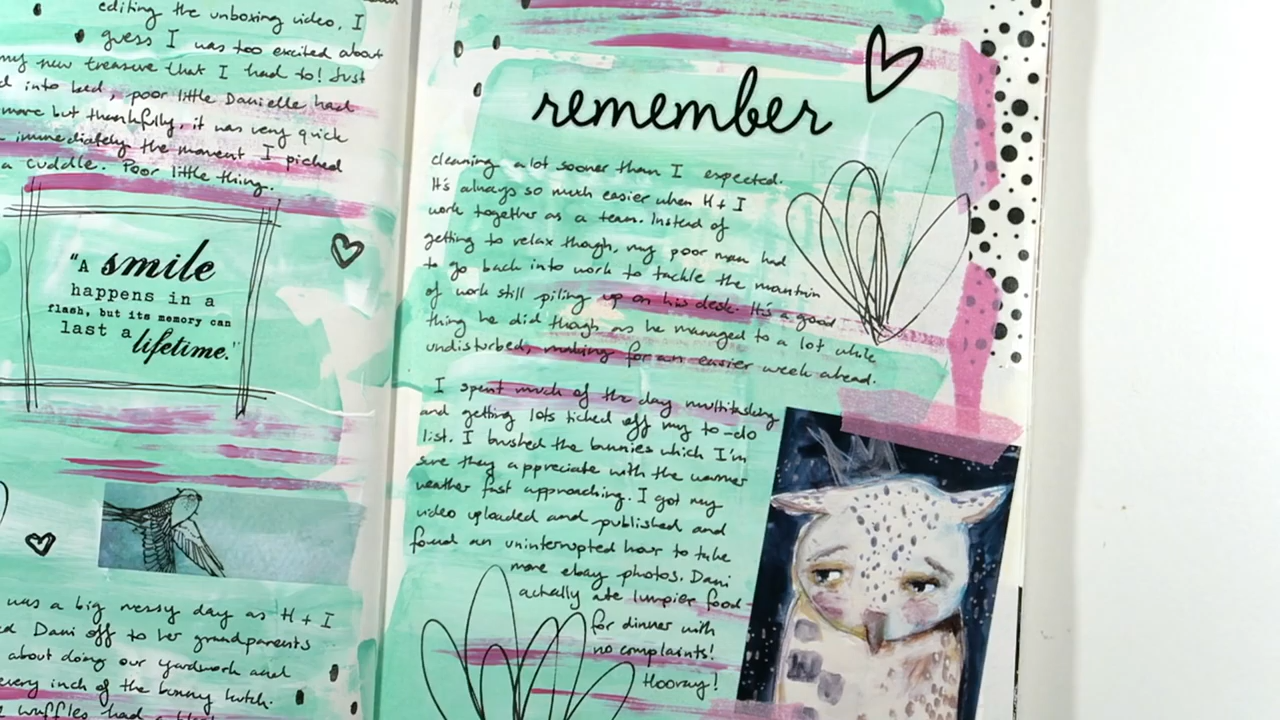 editing the unboxing video, I
guess I was too excited about
my new treasure that I had to! Just
into bed, poor little Danielle had
more but thankfully, it was very quick
immediately the moment I picked
a cuddle. Poor little thing.
"A smile
happens in a
flash, but its memory can
last a lifetime."
was a big messy day as H + I
Dani off to her grandparents
about doing our yardwork and
every inch of the bunny hutch.
remember
cleaning a lot sooner than I expected.
It's always so much easier when H + I
work together as a team. Instead of
getting to relax though, my poor man had
to go back into work to tackle the mountain
of work still piling up on his desk. It's a good
thing he did though as he managed to a lot while
undisturbed, making for an easier week ahead.
I spent much of the day multitasking
and getting lots ticked off my to-do
list. I brushed the bunnies which I'm
sure they appreciate with the warmer
weather fast approaching. I got my
video uploaded and published and
found an uninterrupted hour to take
more ebay photos. Dani
actually ate lumpier food
for dinner with
no complaints!
Hooray!